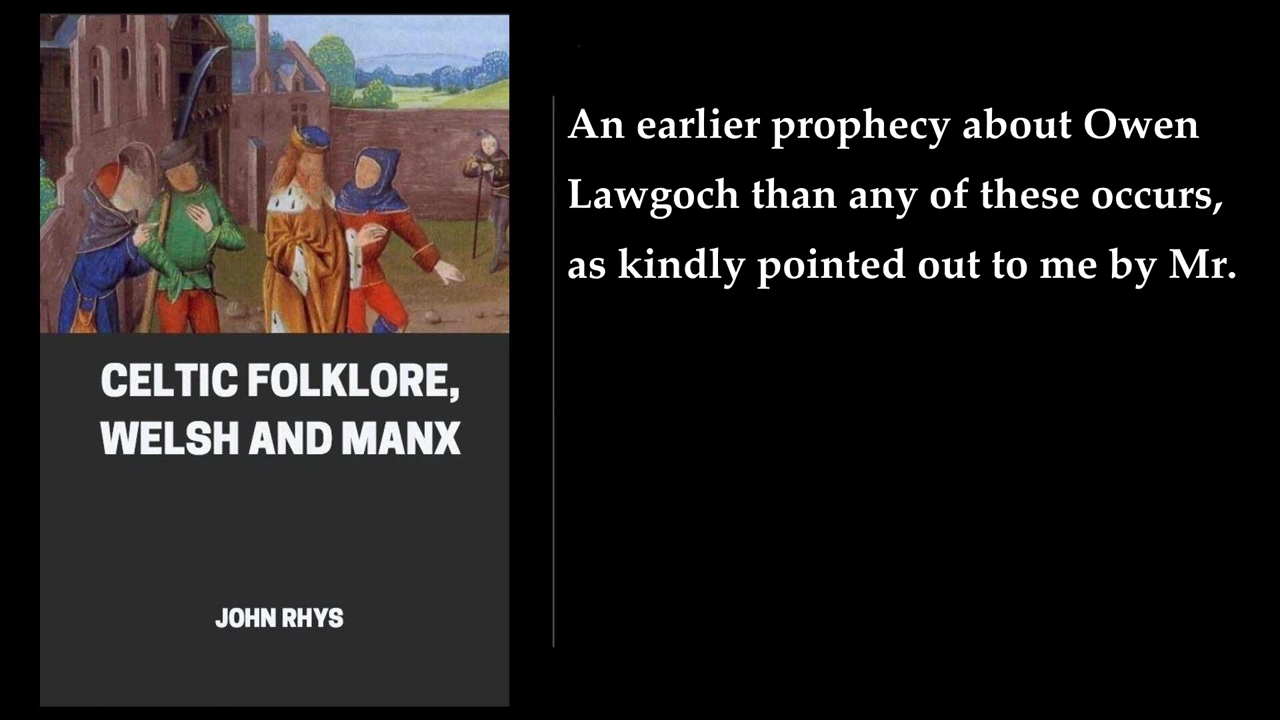 CELTIC FOLKLORE,
WELSH AND MANX
JOHN RHYS
An earlier prophecy about Owen
Lawgoch than any of these occurs,
as kindly pointed out to me by Mr.